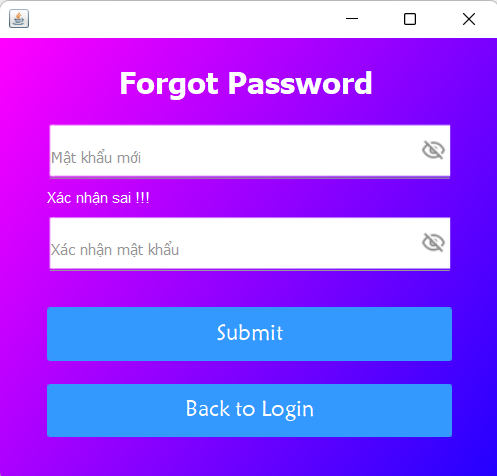 Forgot Password
Mật khẩu mới
Xác nhận sai !!!
Xác nhận mật khẩu
Submit
Back to Login